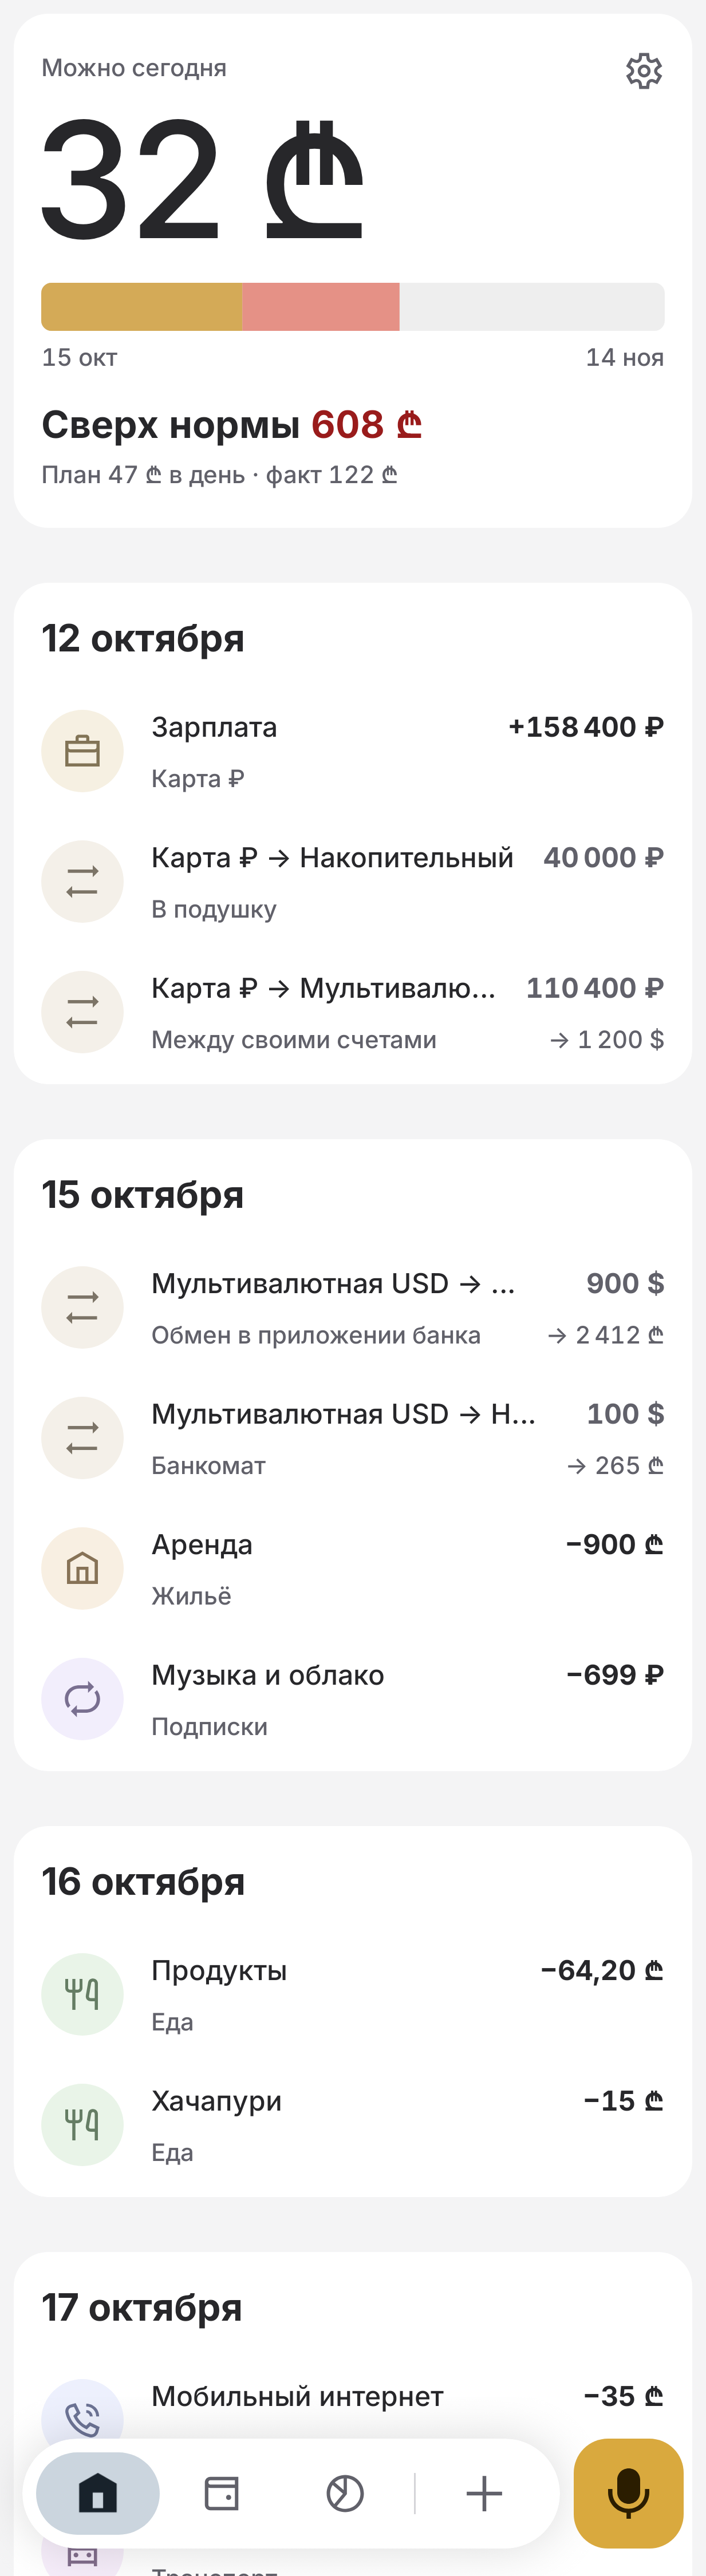 Можно сегодня
32 ₾
15 окт 14 ноя
Сверх нормы 608 ₾
План 47 ₾ в день · факт 122 ₾
12 октября
Зарплата +158 400 ₽
Карта ₽
Карта ₽ → Накопительный 40 000 ₽
В подушку
Карта ₽ → Мультивалю... 110 400 ₽
Между своими счетами → 1 200 $
15 октября
Мультивалютная USD → ... 900 $
Обмен в приложении банка → 2 412 ₾
Мультивалютная USD → Н... 100 $
Банкомат → 265 ₾
Аренда −900 ₾
Жильё
Музыка и облако −699 ₽
Подписки
16 октября
Продукты −64,20 ₾
Еда
Хачапури −15 ₾
Еда
17 октября
Мобильный интернет −35 ₾